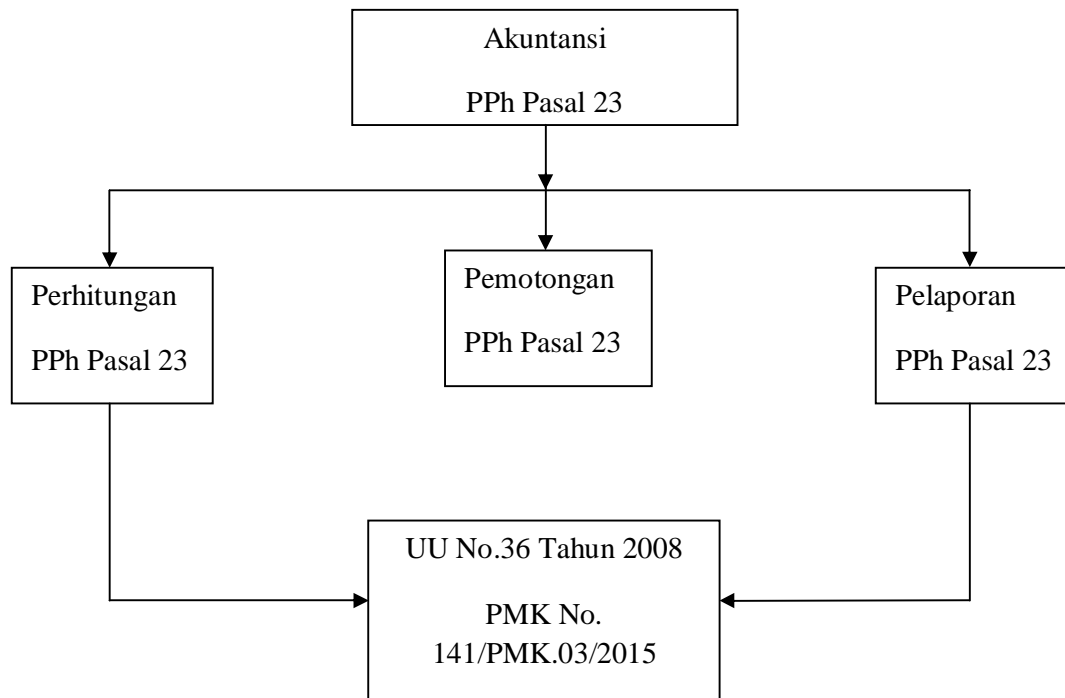 Akuntansi
PPh Pasal 23
Perhitungan
PPh Pasal 23
Pemotongan
PPh Pasal 23
Pelaporan
PPh Pasal 23
UU No.36 Tahun 2008
PMK No.
141/PMK.03/2015